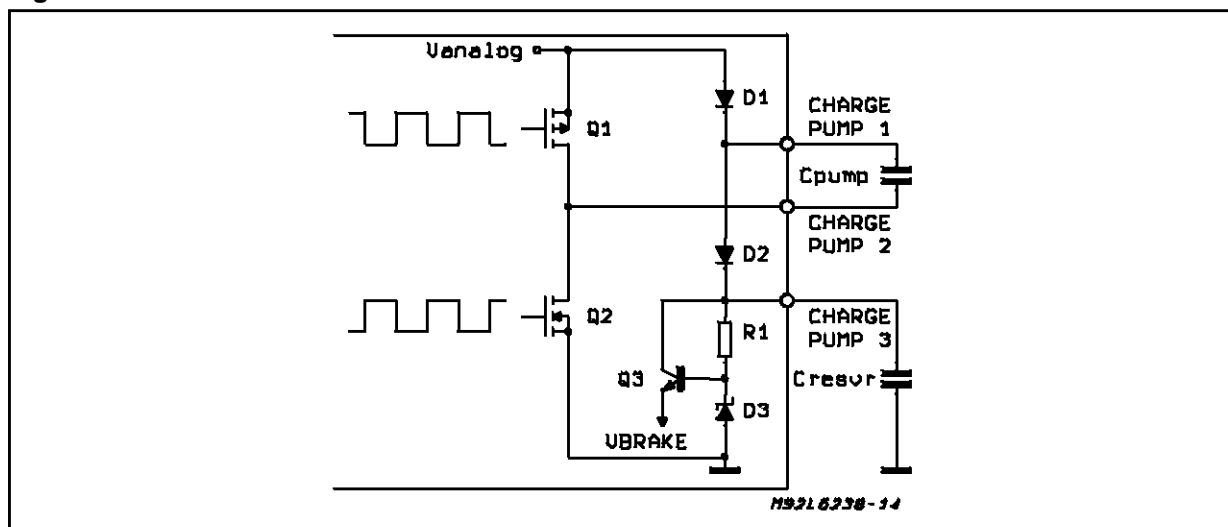 Vanalog
D1
CHARGE
PUMP 1
Q1
Cpump
CHARGE
PUMP 2
D2
Q2
R1
CHARGE
PUMP 3
Q3
Cresvr
D3
VBRAKE
M92L6238-14